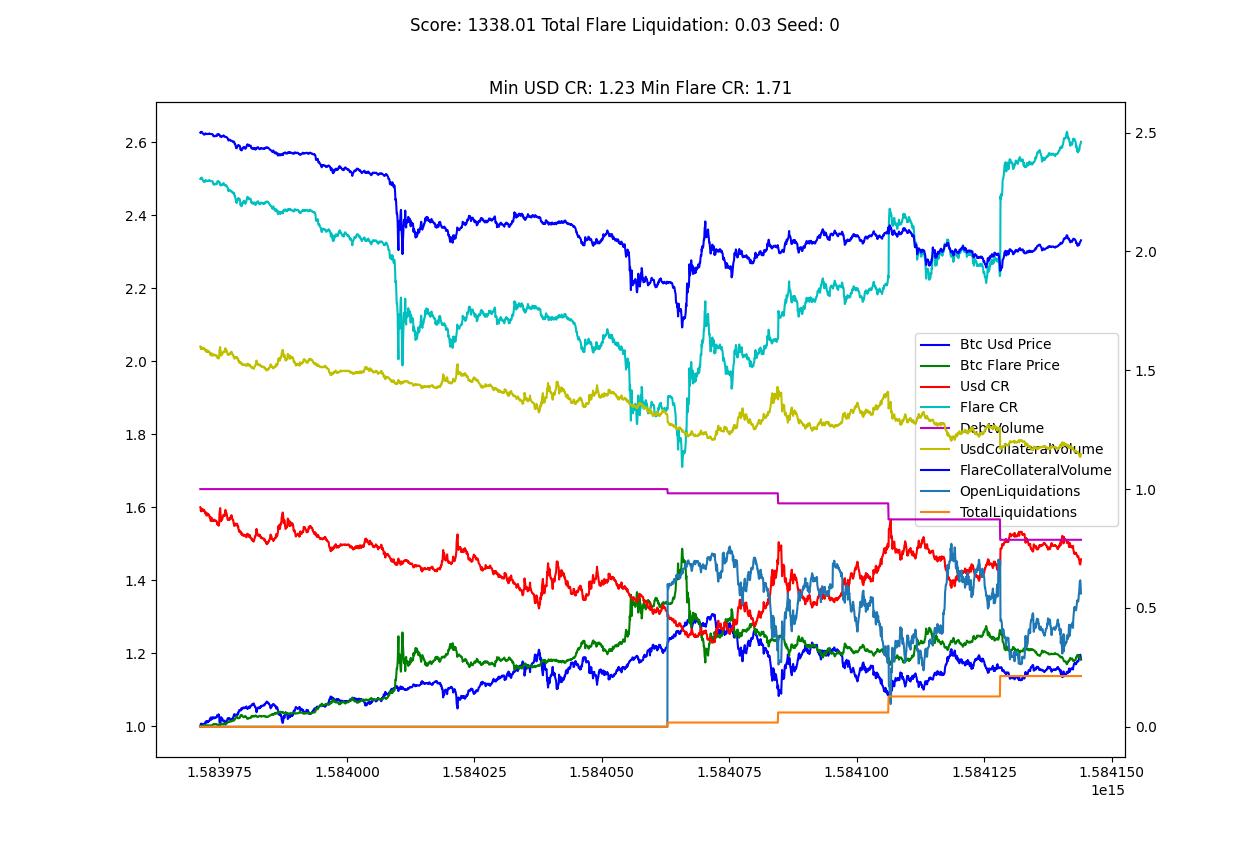 Score: 1338.01 Total Flare Liquidation: 0.03 Seed: 0
Min USD CR: 1.23 Min Flare CR: 1.71
2.6
2.4
2.2
2.0
1.8
1.6
1.4
1.2
1.0
2.5
2.0
1.5
1.0
0.5
0.0
Btc Usd Price
Btc Flare Price
Usd CR
Flare CR
DebtVolume
UsdCollateralVolume
FlareCollateralVolume
OpenLiquidations
TotalLiquidations
1.583975 1.584000 1.584025 1.584050 1.584075 1.584100 1.584125 1.584150
1e15